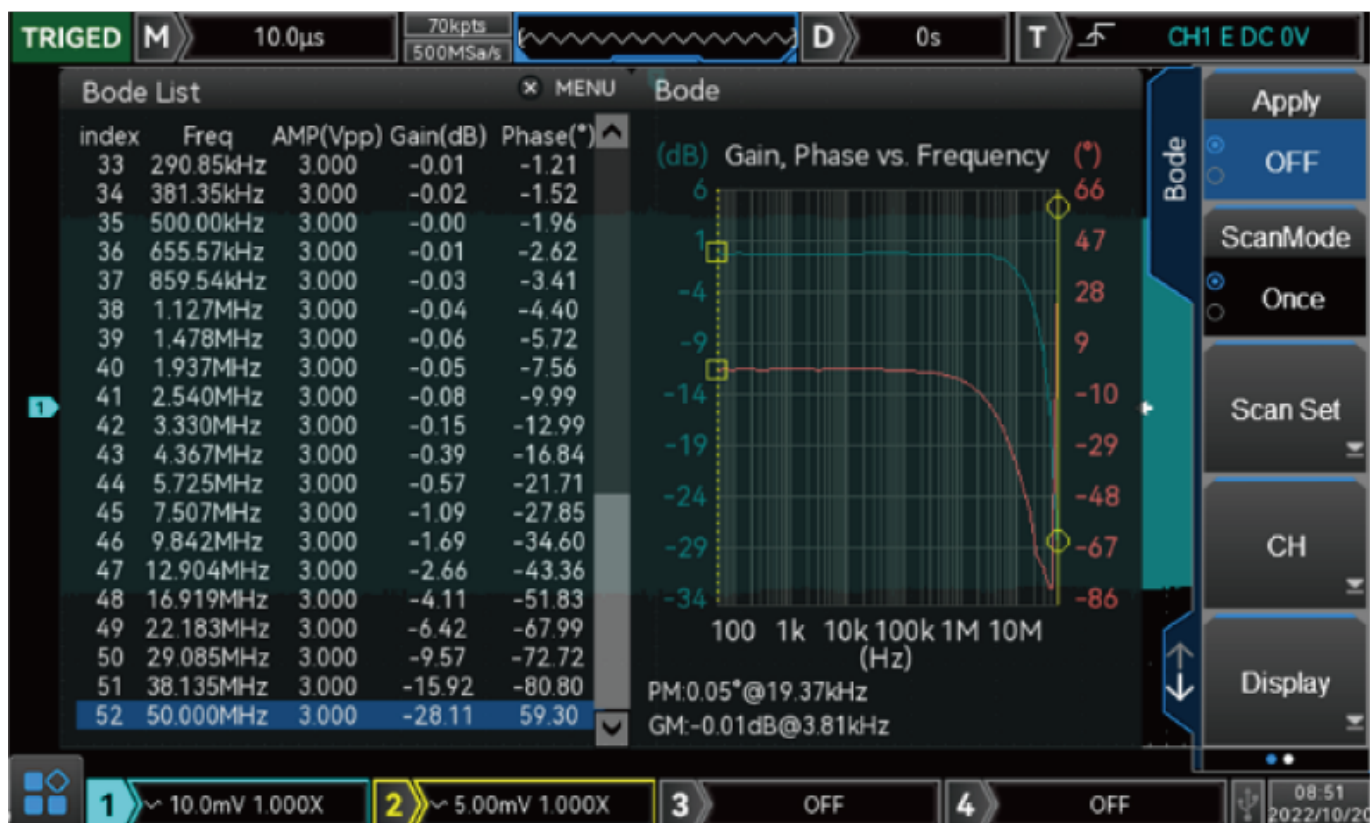 TRIGED M 10.0μs 70kpts 500MSa/s D 0s T CH1 E DC 0V
Bode List MENU
index Freq AMP(Vpp) Gain(dB) Phase(°)
33 290.85kHz 3.000 -0.01 -1.21
34 381.35kHz 3.000 -0.02 -1.52
35 500.00kHz 3.000 -0.00 -1.96
36 655.57kHz 3.000 -0.01 -2.62
37 859.54kHz 3.000 -0.03 -3.41
38 1.127MHz 3.000 -0.04 -4.40
39 1.478MHz 3.000 -0.06 -5.72
40 1.937MHz 3.000 -0.05 -7.56
41 2.540MHz 3.000 -0.08 -9.99
42 3.330MHz 3.000 -0.15 -12.99
43 4.367MHz 3.000 -0.39 -16.84
44 5.725MHz 3.000 -0.57 -21.71
45 7.507MHz 3.000 -1.09 -27.85
46 9.842MHz 3.000 -1.69 -34.60
47 12.904MHz 3.000 -2.66 -43.36
48 16.919MHz 3.000 -4.11 -51.83
49 22.183MHz 3.000 -6.42 -67.99
50 29.085MHz 3.000 -9.57 -72.72
51 38.135MHz 3.000 -15.92 -80.80
52 50.000MHz 3.000 -28.11 59.30
Bode
(dB) Gain, Phase vs. Frequency (°)
6 66
1 47
-4 28
-9 9
-14 -10
-19 -29
-24 -48
-29 -67
-34 -86
100 1k 10k 100k 1M 10M
(Hz)
PM:0.05°@19.37kHz
GM:-0.01dB@3.81kHz
Bode
Apply
OFF
ScanMode
Once
Scan Set
CH
Display
1
1 10.0mV 1.000X 2 5.00mV 1.000X 3 OFF 4 OFF
08:51
2022/10/20